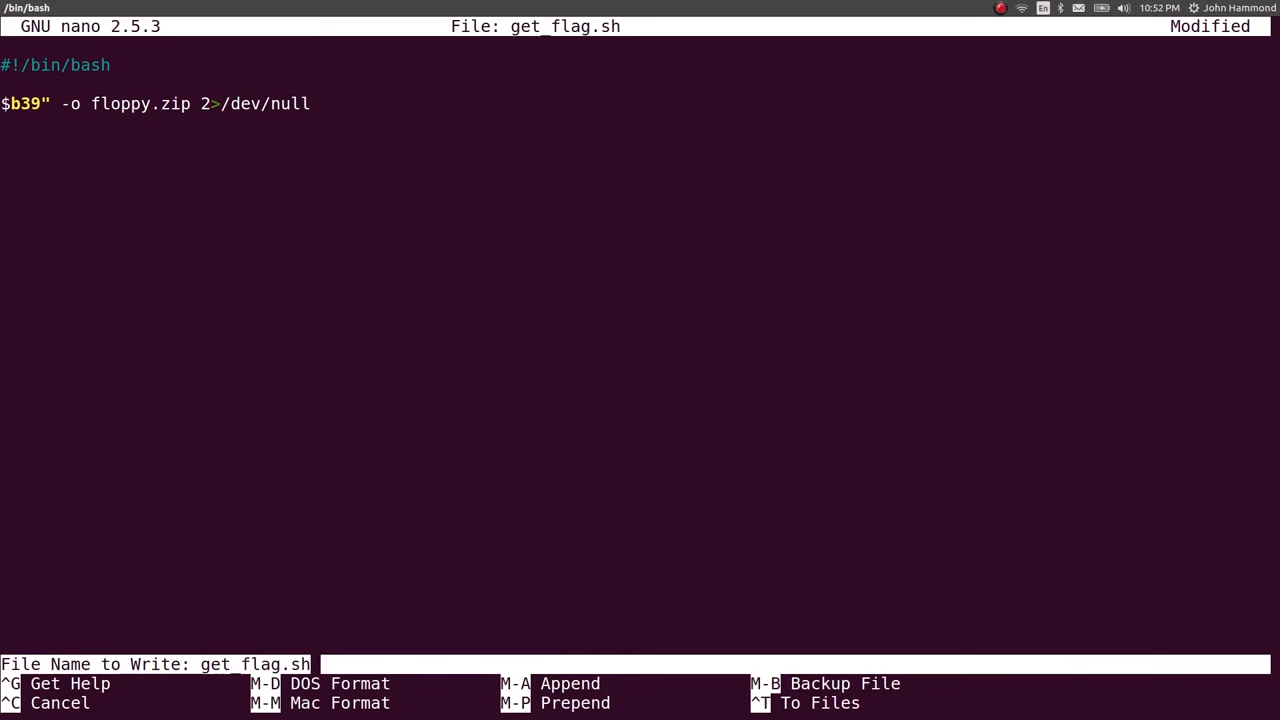 /bin/bash
En
10:52 PM
John Hammond
GNU nano 2.5.3 File: get_flag.sh Modified
#!/bin/bash
$b39" -o floppy.zip 2>/dev/null
File Name to Write: get_flag.sh
^G Get Help M-D DOS Format M-A Append M-B Backup File
^C Cancel M-M Mac Format M-P Prepend ^T To Files